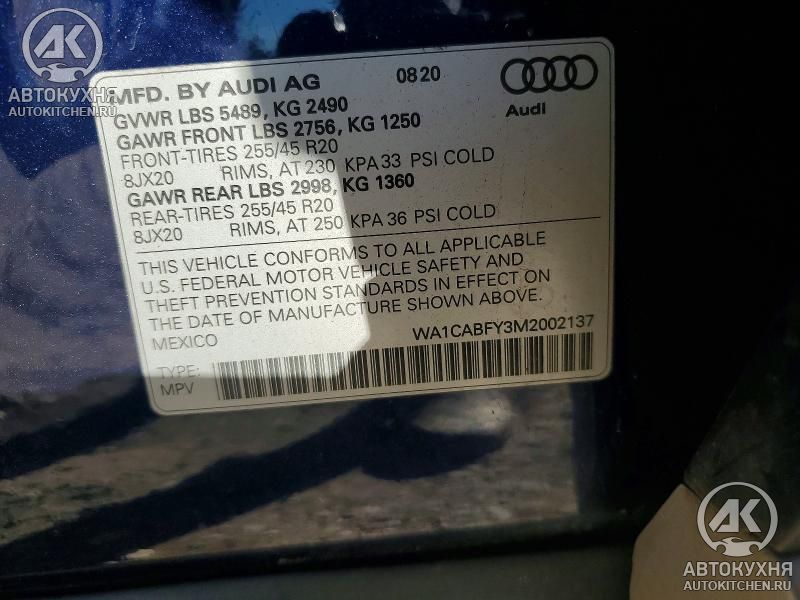 AK
АВТОКУХНЯ
AUTOKITCHEN.RU
MFD. BY AUDI AG 0820
Audi
GVWR LBS 5489, KG 2490
GAWR FRONT LBS 2756, KG 1250
FRONT-TIRES 255/45 R20
8JX20 RIMS, AT 230 KPA 33 PSI COLD
GAWR REAR LBS 2998, KG 1360
REAR-TIRES 255/45 R20
8JX20 RIMS, AT 250 KPA 36 PSI COLD
THIS VEHICLE CONFORMS TO ALL APPLICABLE
U.S. FEDERAL MOTOR VEHICLE SAFETY AND
THEFT PREVENTION STANDARDS IN EFFECT ON
THE DATE OF MANUFACTURE SHOWN ABOVE.
MEXICO WA1CABFY3M2002137
TYPE:
MPV
AK
АВТОКУХНЯ
AUTOKITCHEN.RU